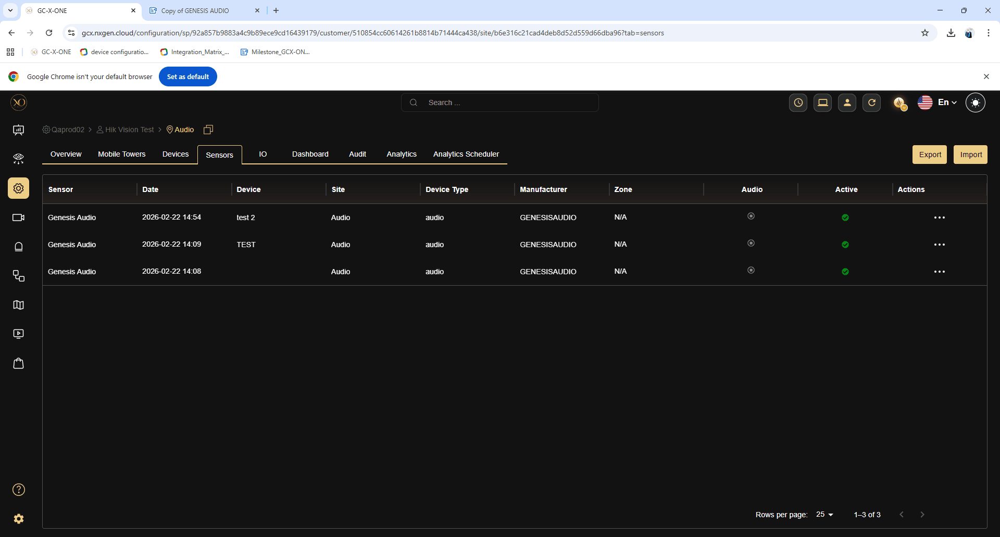 GC-X-ONE
Copy of GENESIS AUDIO
gcx.nxgen.cloud/configuration/sp/92a857b9883a4c9b89ece9cd16439179/customer/510854cc60614261b8814b71444ca438/site/b6e316c21cad4deb8d52d559d66dba96?tab=sensors
GC-X-ONE device configuratio... Integration_Matrix_... Milestone_GCX-ON...
Google Chrome isn't your default browser Set as default
XO Search ... En
Qaprod02 > Hik Vision Test > Audio
Overview Mobile Towers Devices Sensors IO Dashboard Audit Analytics Analytics Scheduler Export Import
Sensor Date Device Site Device Type Manufacturer Zone Audio Active Actions
Genesis Audio 2026-02-22 14:54 test 2 Audio audio GENESISAUDIO N/A
Genesis Audio 2026-02-22 14:09 TEST Audio audio GENESISAUDIO N/A
Genesis Audio 2026-02-22 14:08 Audio audio GENESISAUDIO N/A
Rows per page: 25 1–3 of 3